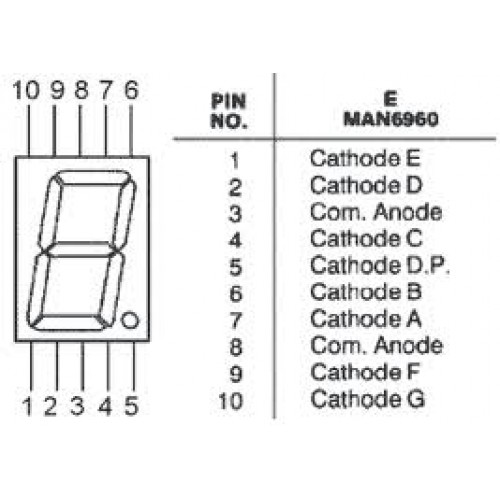 10 9 8 7 6
1 2 3 4 5
PIN NO. E MAN6960
1 Cathode E
2 Cathode D
3 Com. Anode
4 Cathode C
5 Cathode D.P.
6 Cathode B
7 Cathode A
8 Com. Anode
9 Cathode F
10 Cathode G